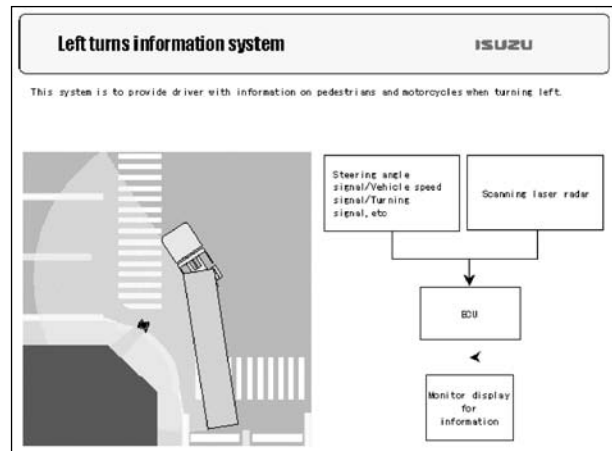 Left turns information system
ISUZU
This system is to provide driver with information on pedestrians and motorcycles when turning left.
Steering angle
signal/Vehicle speed
signal/Turning
signal,etc
Scanning laser radar
ECU
Monitor display
for
information